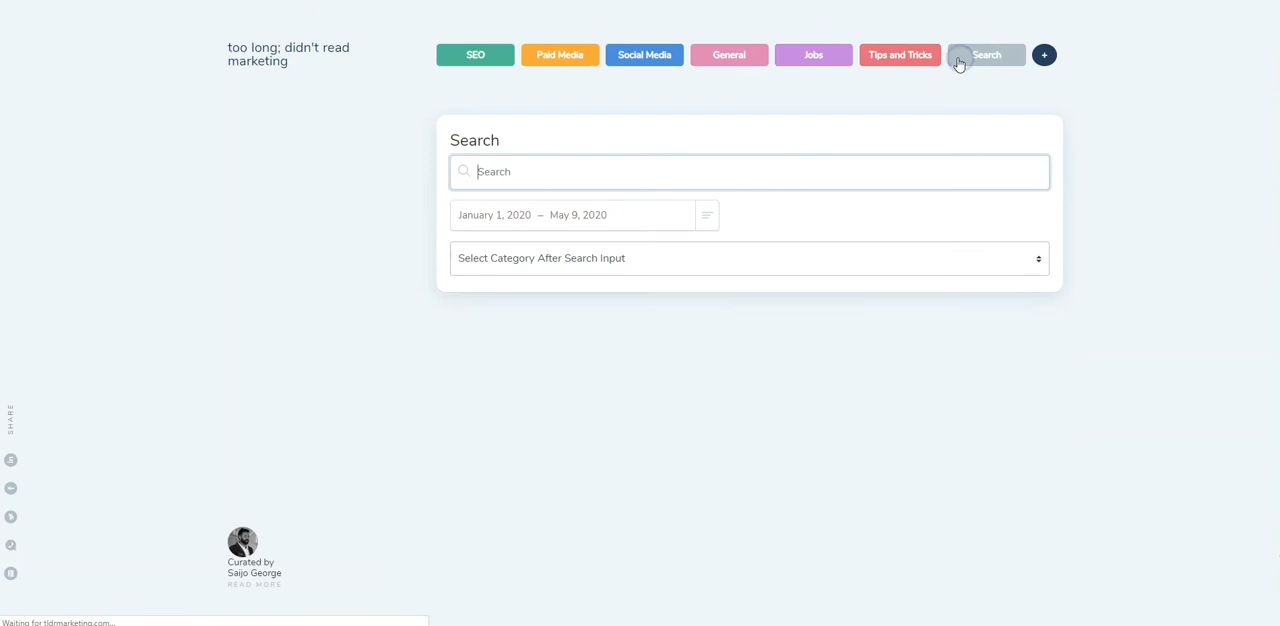 too long; didn't read
marketing
SEO
Paid Media
Social Media
General
Jobs
Tips and Tricks
Search
+
Search
Search
January 1, 2020 – May 9, 2020
Select Category After Search Input
SHARE
Curated by
Saijo George
READ MORE
Waiting for tldrmarketing.com...